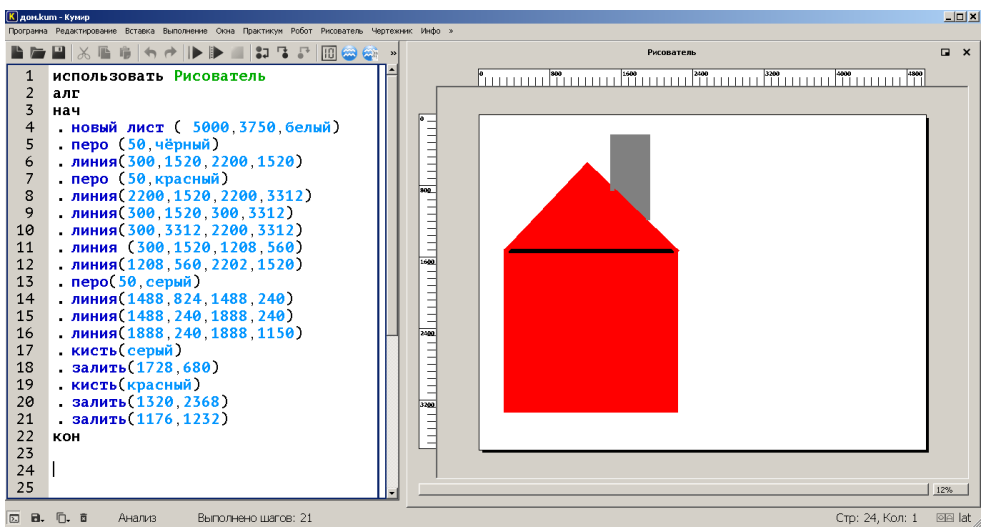 дом.kum - Кумир
Программа Редактирование Вставка Выполнение Окна Практикум Робот Рисователь Чертежник Инфо »
»
Рисователь
1 использовать Рисователь
2 алг
3 нач
4 . новый лист ( 5000,3750,белый)
5 . перо (50,чёрный)
6 . линия(300,1520,2200,1520)
7 . перо (50,красный)
8 . линия(2200,1520,2200,3312)
9 . линия(300,1520,300,3312)
10 . линия(300,3312,2200,3312)
11 . линия (300,1520,1208,560)
12 . линия(1208,560,2202,1520)
13 . перо(50,серый)
14 . линия(1488,824,1488,240)
15 . линия(1488,240,1888,240)
16 . линия(1888,240,1888,1150)
17 . кисть(серый)
18 . залить(1728,680)
19 . кисть(красный)
20 . залить(1320,2368)
21 . залить(1176,1232)
22 кон
23
24
25
0 800 1600 2400 3200 4000 4800
0
800
1600
2400
3200
12%
Анализ Выполнено шагов: 21 Стр: 24, Кол: 1 lat